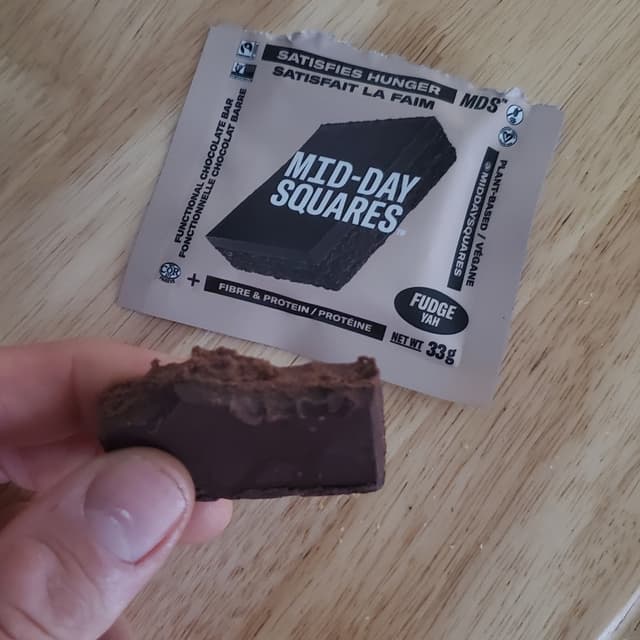 SATISFIES HUNGER
SATISFAIT LA FAIM
MDS
FUNCTIONAL CHOCOLATE BAR
FONCTIONNELLE CHOCOLAT BARRE
MID-DAY
SQUARES
PLANT-BASED / VÉGANE
@MIDDAYSQUARES
COR
+
FIBRE & PROTEIN / PROTÉINE
FUDGE
YAH
NET WT 33g